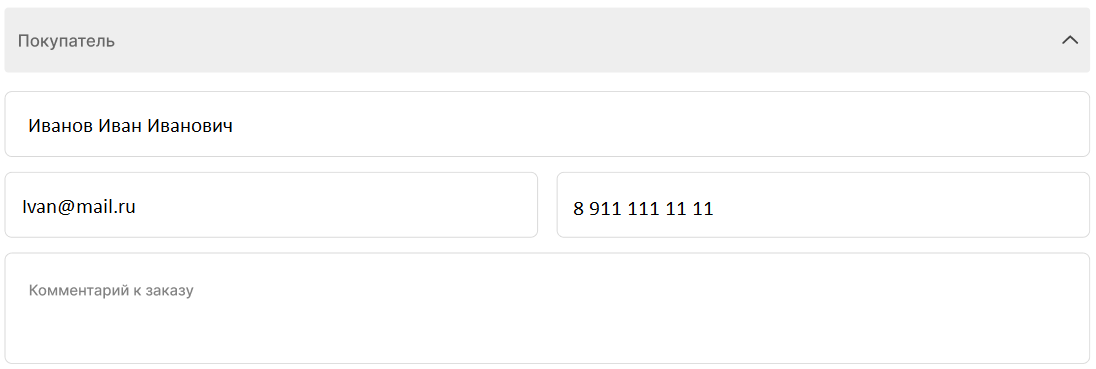 Покупатель
Иванов Иван Иванович
Ivan@mail.ru
8 911 111 11 11
Комментарий к заказу